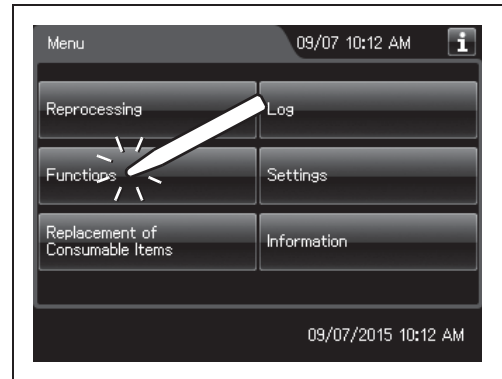 Menu
09/07 10:12 AM
i
Reprocessing
Log
Functions
Settings
Replacement of
Consumable Items
Information
09/07/2015 10:12 AM